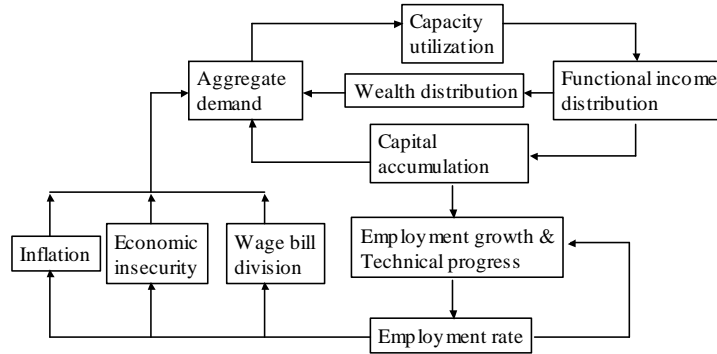 Capacity
utilization
Aggregate
demand
Wealth distribution
Functional income
distribution
Capital
accumulation
Inflation
Economic
insecurity
Wage bill
division
Employment growth &
Technical progress
Employment rate